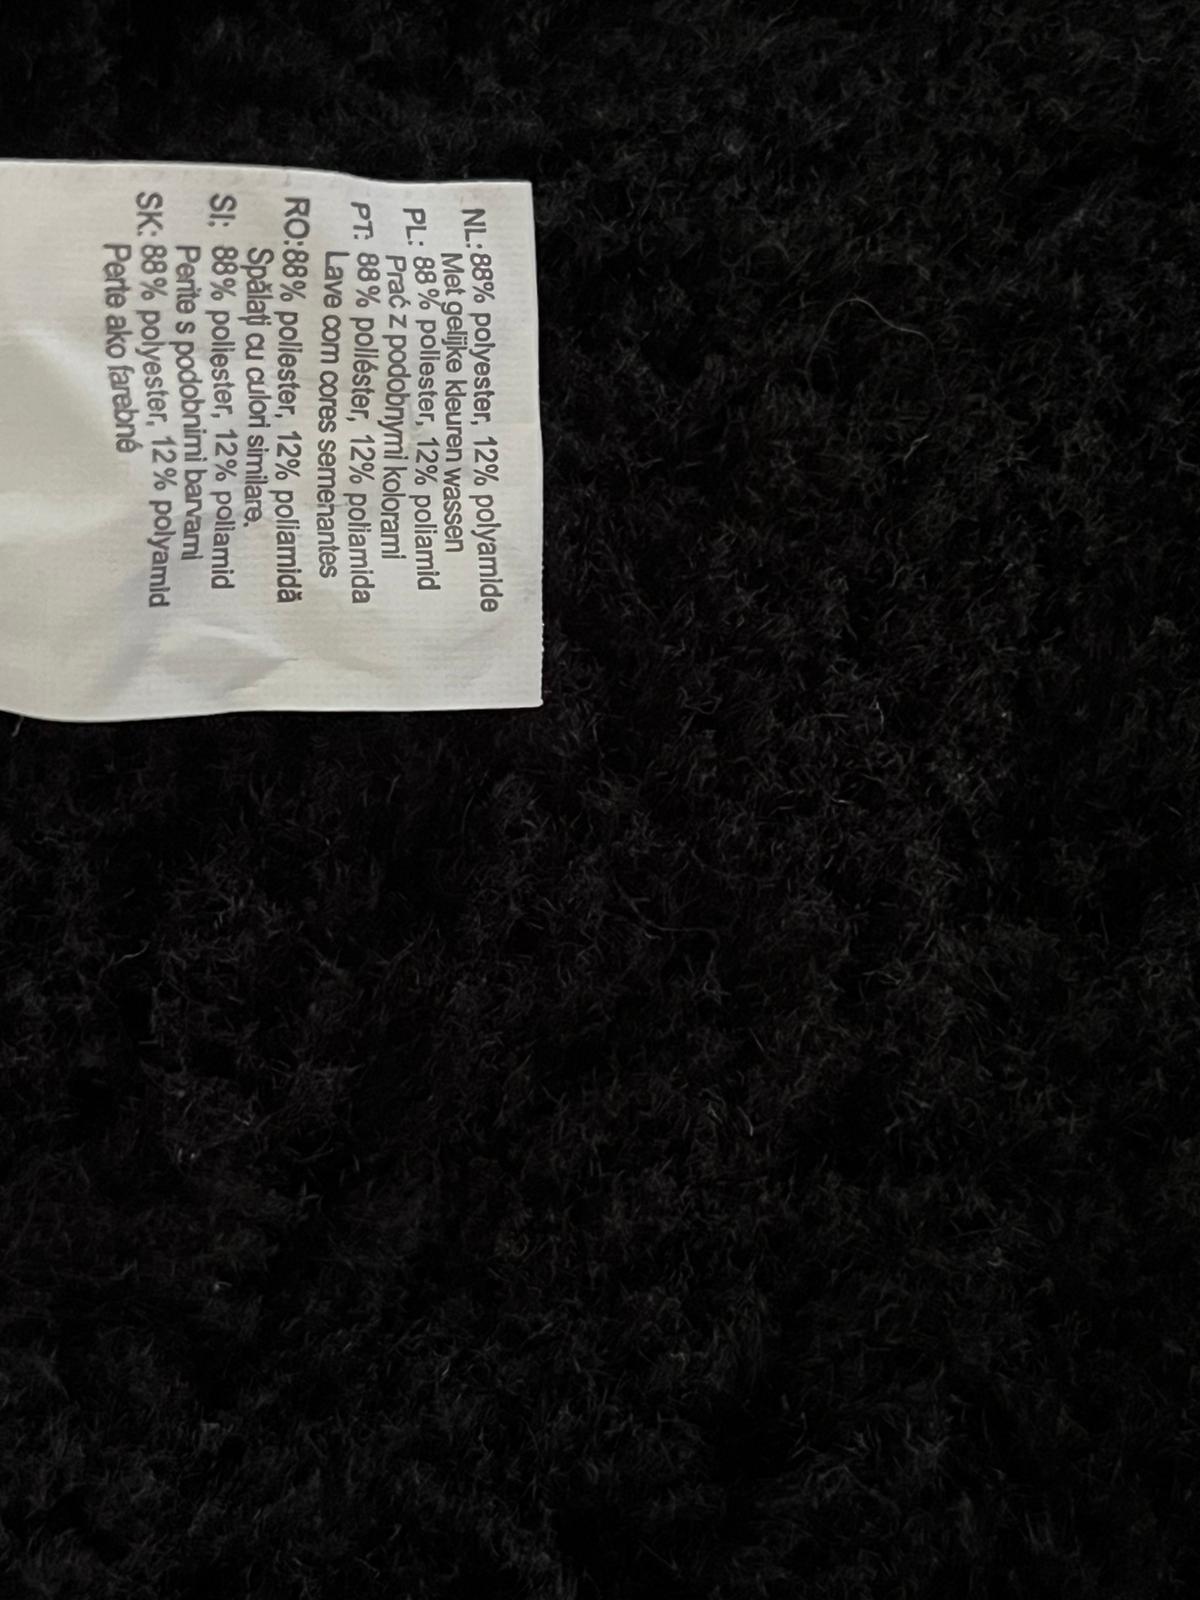 NL: 88% polyester, 12% polyamide
Met gelijke kleuren wassen
PL: 88% poliester, 12% poliamid
Prać z podobnymi kolorami
PT: 88% poliéster, 12% poliamida
Lave com cores semenantes
RO: 88% poliester, 12% poliamidă
Spălaţi cu culori similare.
SI: 88% poliester, 12% poliamid
Perite s podobnimi barvami
SK: 88% polyester, 12% polyamid
Perte ako farebné